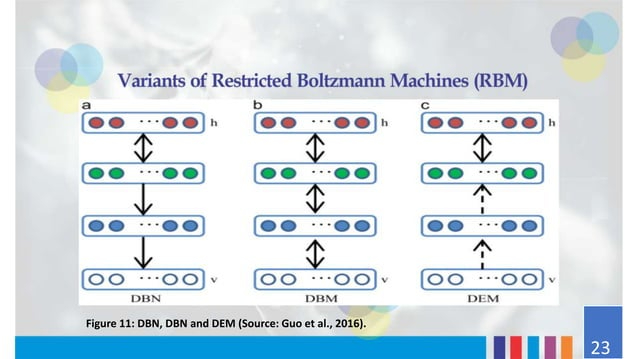 Variants of Restricted Boltzmann Machines (RBM)
a b c
··· h ··· h ··· h
··· ··· ···
··· ··· ···
··· v ··· v ··· v
DBN DBM DEM
Figure 11: DBN, DBN and DEM (Source: Guo et al., 2016).
23